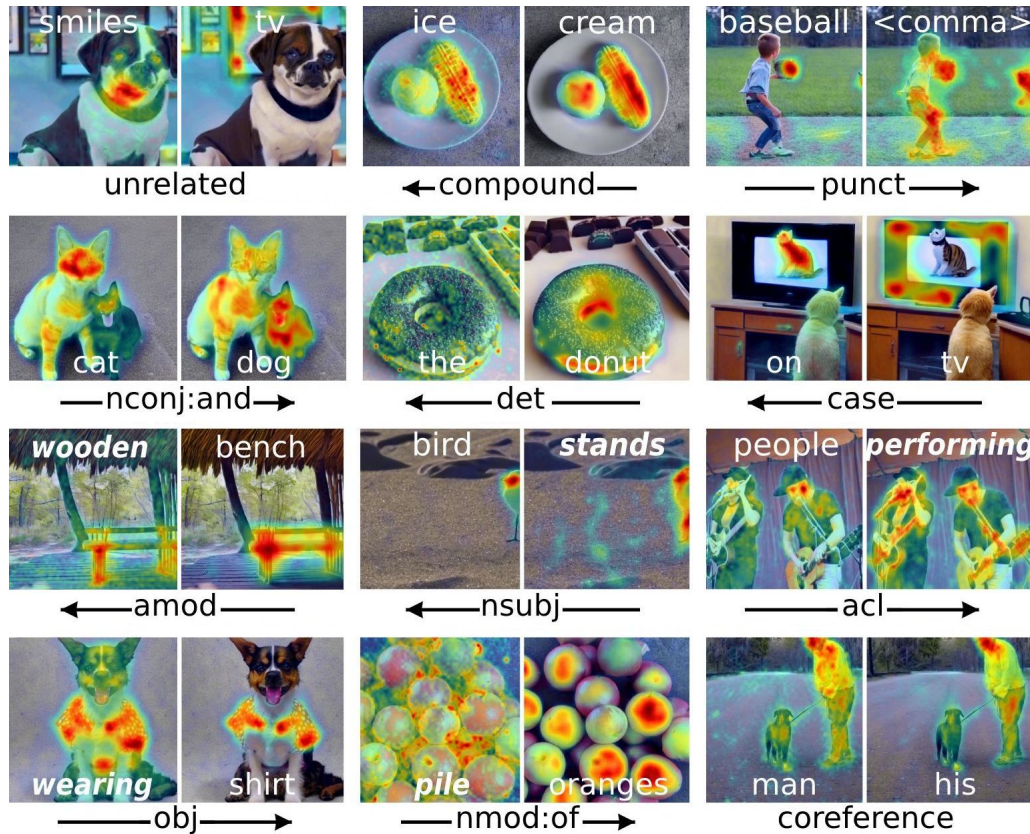 smiles tv ice cream baseball <comma>
unrelated compound punct
cat dog the donut on tv
nconj:and det case
wooden bench bird stands people performing
amod nsubj acl
wearing shirt pile oranges man his
obj nmod:of coreference